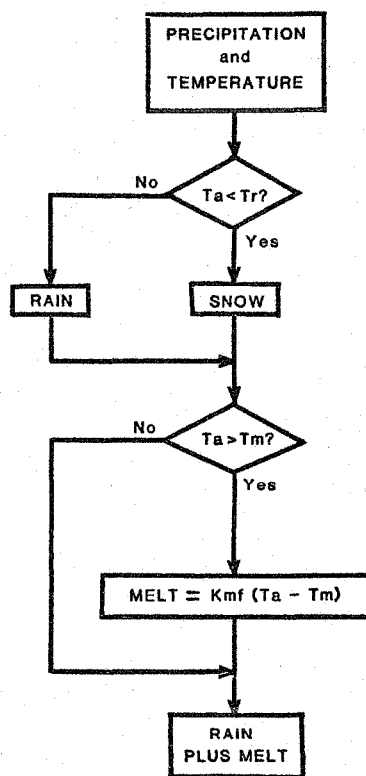 PRECIPITATION
and
TEMPERATURE
No
Ta<Tr?
Yes
RAIN
SNOW
No
Ta>Tm?
Yes
MELT = Kmf (Ta - Tm)
RAIN
PLUS MELT